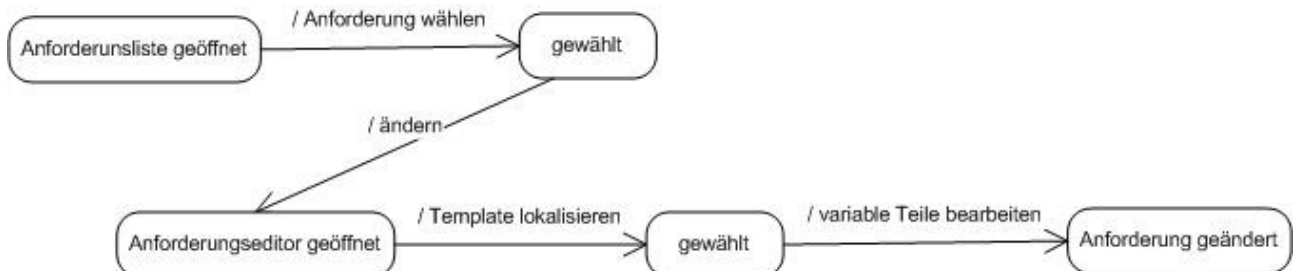 / Anforderung wählen
Anforderunsliste geöffnet
gewählt
/ ändern
/ Template lokalisieren
/ variable Teile bearbeiten
Anforderungseditor geöffnet
gewählt
Anforderung geändert